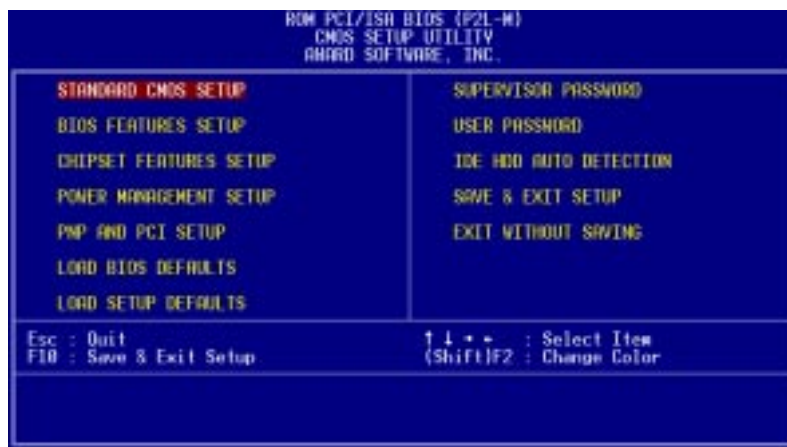 ROM PCI/ISA BIOS (P2L-M)
CMOS SETUP UTILITY
AWARD SOFTWARE, INC.
STANDARD CMOS SETUP
BIOS FEATURES SETUP
CHIPSET FEATURES SETUP
POWER MANAGEMENT SETUP
PNP AND PCI SETUP
LOAD BIOS DEFAULTS
LOAD SETUP DEFAULTS
SUPERVISOR PASSWORD
USER PASSWORD
IDE HDD AUTO DETECTION
SAVE & EXIT SETUP
EXIT WITHOUT SAVING
Esc : Quit
F10 : Save & Exit Setup
↑ ↓ → ← : Select Item
(Shift)F2 : Change Color